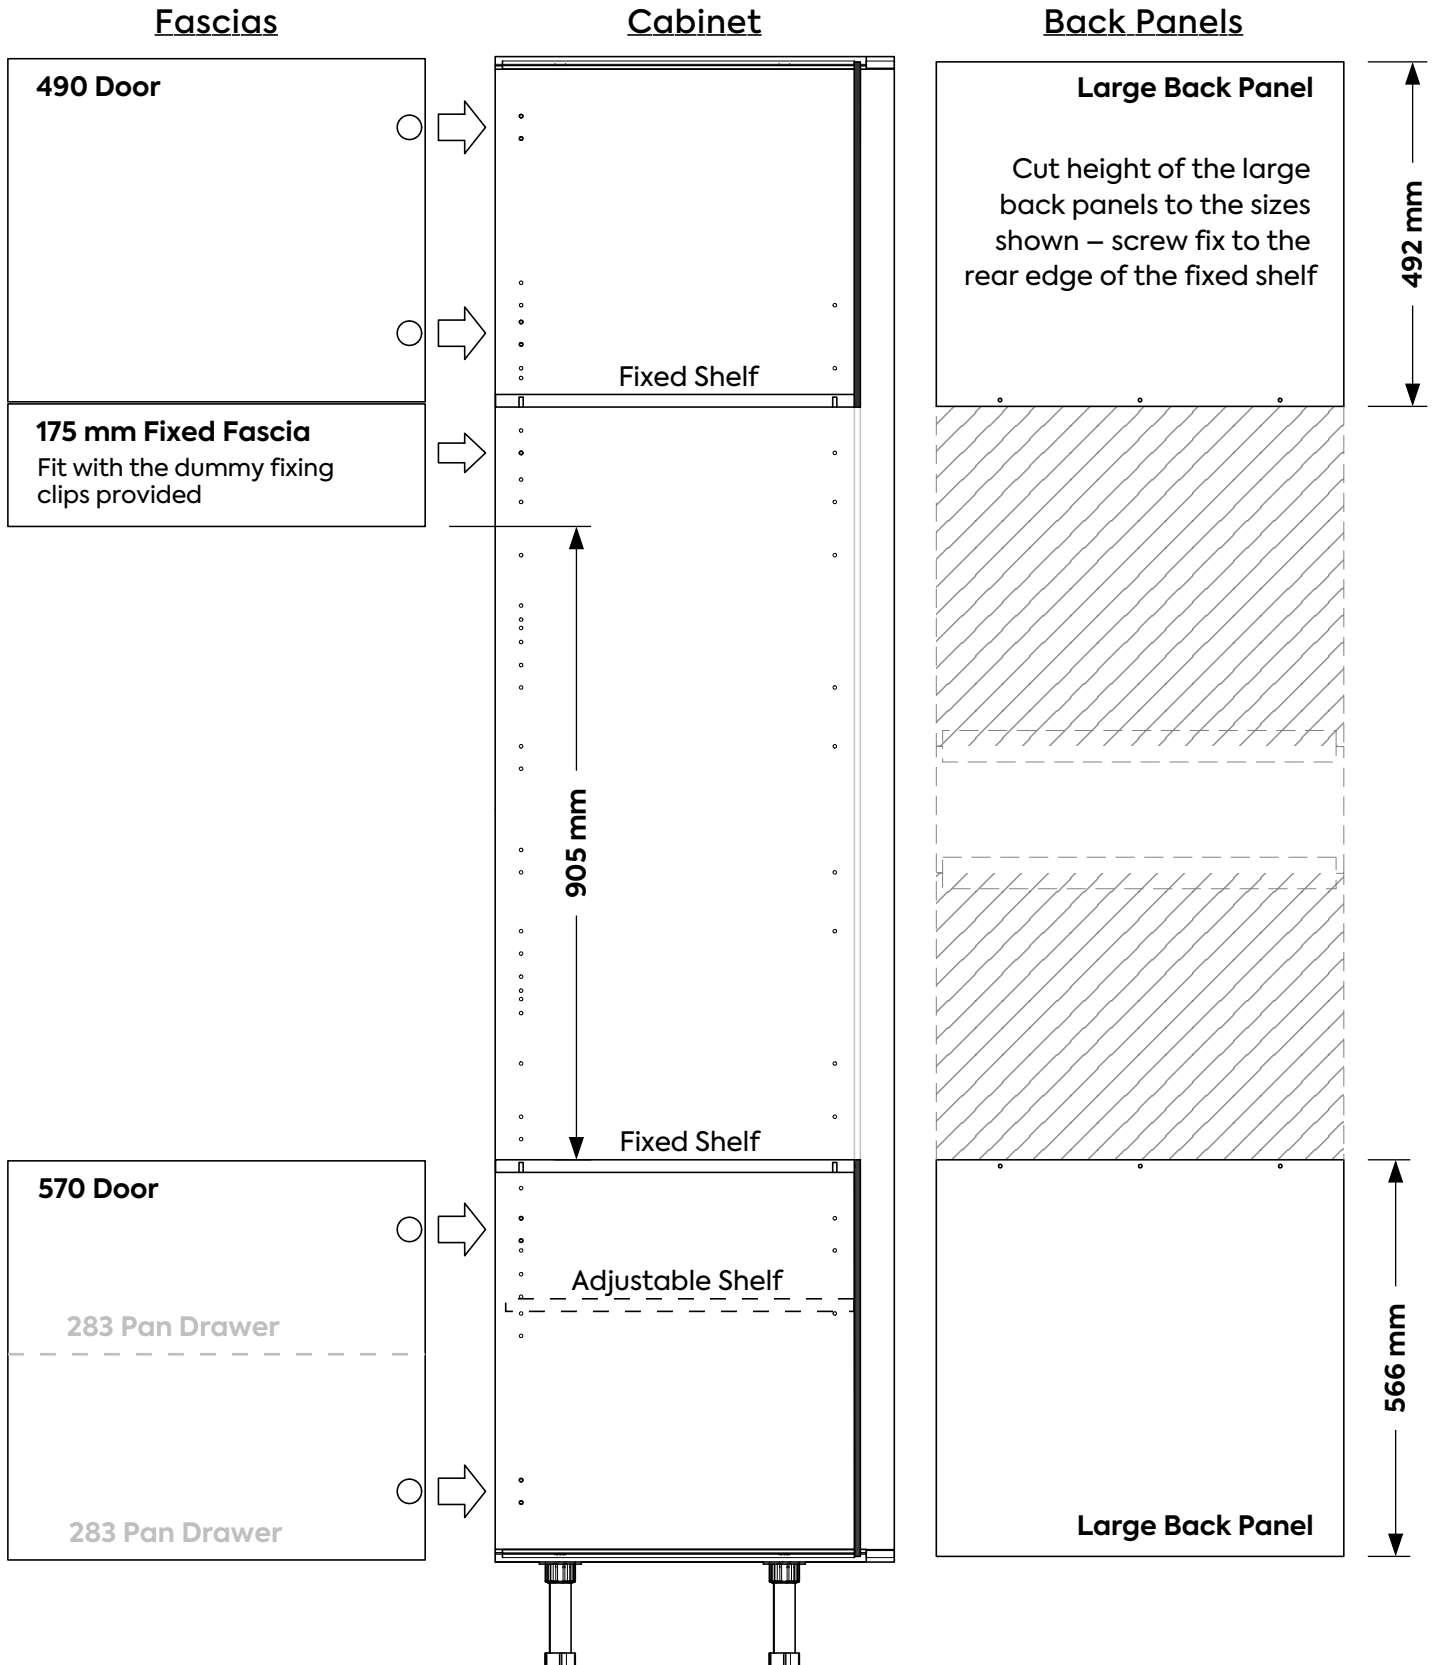 Fascias
Cabinet
Back Panels
490 Door
Large Back Panel
Cut height of the large
back panels to the sizes
shown – screw fix to the
rear edge of the fixed shelf
492 mm
Fixed Shelf
175 mm Fixed Fascia
Fit with the dummy fixing
clips provided
905 mm
Fixed Shelf
570 Door
Adjustable Shelf
283 Pan Drawer
566 mm
283 Pan Drawer
Large Back Panel